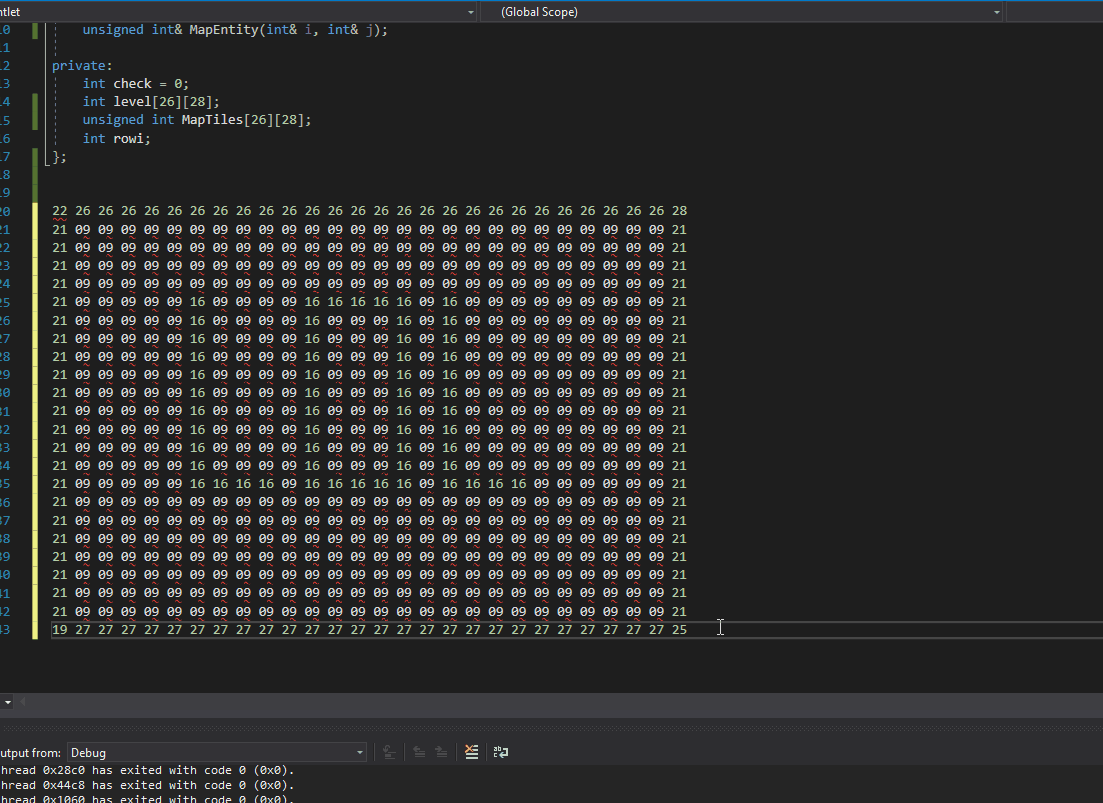 ntlet (Global Scope)
0 unsigned int& MapEntity(int& i, int& j);
1
2 private:
3 int check = 0;
4 int level[26][28];
5 unsigned int MapTiles[26][28];
6 int rowi;
7 };
8
9
0 22 26 26 26 26 26 26 26 26 26 26 26 26 26 26 26 26 26 26 26 26 26 26 26 26 26 26 28
1 21 09 09 09 09 09 09 09 09 09 09 09 09 09 09 09 09 09 09 09 09 09 09 09 09 09 09 21
2 21 09 09 09 09 09 09 09 09 09 09 09 09 09 09 09 09 09 09 09 09 09 09 09 09 09 09 21
3 21 09 09 09 09 09 09 09 09 09 09 09 09 09 09 09 09 09 09 09 09 09 09 09 09 09 09 21
4 21 09 09 09 09 09 09 09 09 09 09 09 09 09 09 09 09 09 09 09 09 09 09 09 09 09 09 21
5 21 09 09 09 09 09 16 09 09 09 09 16 16 16 16 16 09 16 09 09 09 09 09 09 09 09 09 21
6 21 09 09 09 09 09 16 09 09 09 09 16 09 09 09 16 09 16 09 09 09 09 09 09 09 09 09 21
7 21 09 09 09 09 09 16 09 09 09 09 16 09 09 09 16 09 16 09 09 09 09 09 09 09 09 09 21
8 21 09 09 09 09 09 16 09 09 09 09 16 09 09 09 16 09 16 09 09 09 09 09 09 09 09 09 21
9 21 09 09 09 09 09 16 09 09 09 09 16 09 09 09 16 09 16 09 09 09 09 09 09 09 09 09 21
0 21 09 09 09 09 09 16 09 09 09 09 16 09 09 09 16 09 16 09 09 09 09 09 09 09 09 09 21
1 21 09 09 09 09 09 16 09 09 09 09 16 09 09 09 16 09 16 09 09 09 09 09 09 09 09 09 21
2 21 09 09 09 09 09 16 09 09 09 09 16 09 09 09 16 09 16 09 09 09 09 09 09 09 09 09 21
3 21 09 09 09 09 09 16 09 09 09 09 16 09 09 09 16 09 16 09 09 09 09 09 09 09 09 09 21
4 21 09 09 09 09 09 16 09 09 09 09 16 09 09 09 16 09 16 09 09 09 09 09 09 09 09 09 21
5 21 09 09 09 09 09 16 16 16 16 09 16 16 16 16 16 09 16 16 16 16 09 09 09 09 09 09 21
6 21 09 09 09 09 09 09 09 09 09 09 09 09 09 09 09 09 09 09 09 09 09 09 09 09 09 09 21
7 21 09 09 09 09 09 09 09 09 09 09 09 09 09 09 09 09 09 09 09 09 09 09 09 09 09 09 21
8 21 09 09 09 09 09 09 09 09 09 09 09 09 09 09 09 09 09 09 09 09 09 09 09 09 09 09 21
9 21 09 09 09 09 09 09 09 09 09 09 09 09 09 09 09 09 09 09 09 09 09 09 09 09 09 09 21
0 21 09 09 09 09 09 09 09 09 09 09 09 09 09 09 09 09 09 09 09 09 09 09 09 09 09 09 21
1 21 09 09 09 09 09 09 09 09 09 09 09 09 09 09 09 09 09 09 09 09 09 09 09 09 09 09 21
2 21 09 09 09 09 09 09 09 09 09 09 09 09 09 09 09 09 09 09 09 09 09 09 09 09 09 09 21
3 19 27 27 27 27 27 27 27 27 27 27 27 27 27 27 27 27 27 27 27 27 27 27 27 27 27 27 25
utput from: Debug
hread 0x28c0 has exited with code 0 (0x0).
hread 0x44c8 has exited with code 0 (0x0).
hread 0x1060 has exited with code 0 (0x0).